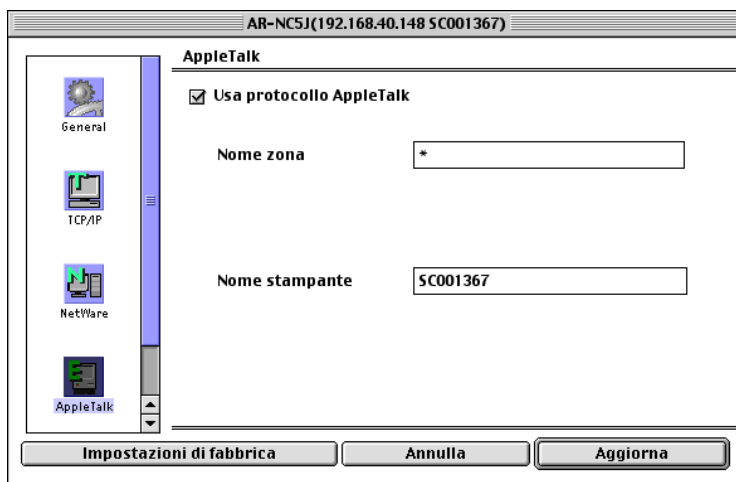 AR-NC5J(192.168.40.148 SC001367)
AppleTalk
General
TCP/IP
NetWare
AppleTalk
Usa protocollo AppleTalk
Nome zona
*
Nome stampante
SC001367
Impostazioni di fabbrica
Annulla
Aggiorna